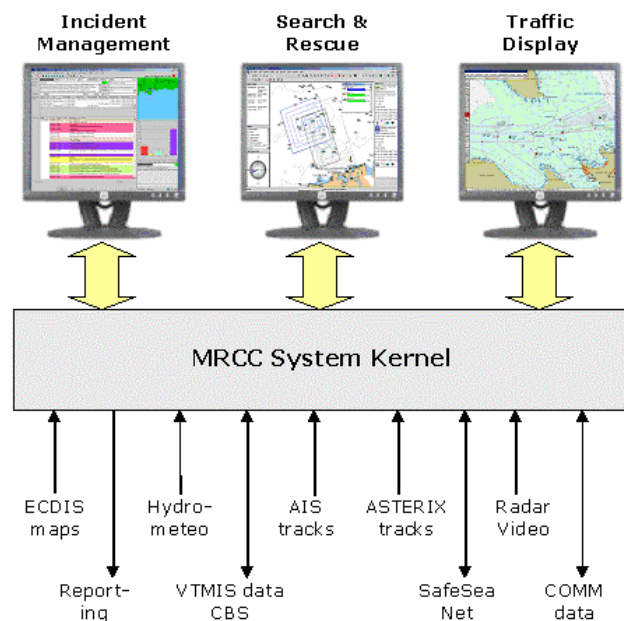 Incident
Management
Search &
Rescue
Traffic
Display
MRCC System Kernel
ECDIS
maps
Hydro-
meteo
AIS
tracks
ASTERIX
tracks
Radar
Video
Report-
ing
VTMIS data
CBS
SafeSea
Net
COMM
data